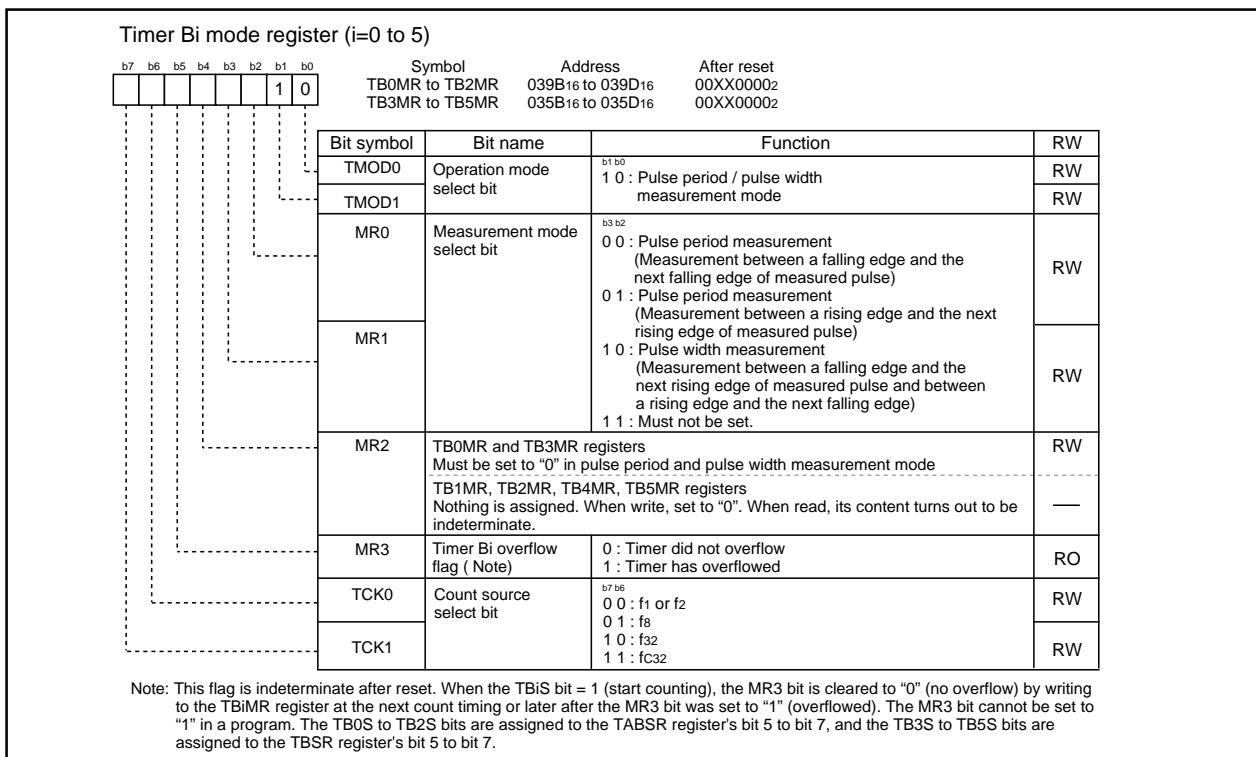 Timer Bi mode register (i=0 to 5)
b7 b6 b5 b4 b3 b2 b1 b0
1 0
Symbol Address After reset
TB0MR to TB2MR 039B16 to 039D16 00XX00002
TB3MR to TB5MR 035B16 to 035D16 00XX00002
Bit symbol Bit name Function RW
TMOD0 Operation mode select bit b1 b0 RW
1 0 : Pulse period / pulse width
measurement mode
TMOD1 RW
MR0 Measurement mode
select bit
b3 b2
0 0 : Pulse period measurement
(Measurement between a falling edge and the
next falling edge of measured pulse)
RW
0 1 : Pulse period measurement
(Measurement between a rising edge and the next
rising edge of measured pulse)
MR1
1 0 : Pulse width measurement
(Measurement between a falling edge and the
next rising edge of measured pulse and between
a rising edge and the next falling edge)
RW
1 1 : Must not be set.
MR2 TB0MR and TB3MR registers RW
Must be set to “0” in pulse period and pulse width measurement mode
TB1MR, TB2MR, TB4MR, TB5MR registers
Nothing is assigned. When write, set to “0”. When read, its content turns out to be
indeterminate.
—
MR3 Timer Bi overflow
flag ( Note)
0 : Timer did not overflow
1 : Timer has overflowed
RO
TCK0 Count source
select bit
b7 b6
0 0 : f1 or f2
RW
0 1 : f8
1 0 : f32
TCK1 RW
1 1 : fC32
Note: This flag is indeterminate after reset. When the TBiS bit = 1 (start counting), the MR3 bit is cleared to “0” (no overflow) by writing
to the TBiMR register at the next count timing or later after the MR3 bit was set to “1” (overflowed). The MR3 bit cannot be set to
“1” in a program. The TB0S to TB2S bits are assigned to the TABSR register's bit 5 to bit 7, and the TB3S to TB5S bits are
assigned to the TBSR register's bit 5 to bit 7.